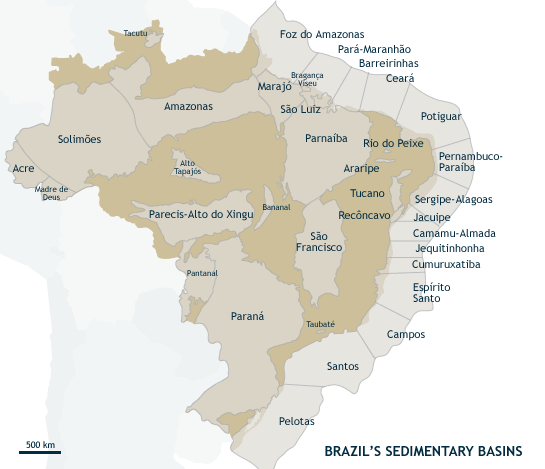 Foz do Amazonas
Tacutu
Pará-Maranhão
Barreirinhas
Bragança
Viseu
Ceará
Marajó
Amazonas
São Luiz
Potiguar
Solimões
Parnaíba
Rio do Peixe
Pernambuco-
Paraíba
Acre
Alto
Tapajós
Araripe
Madre de
Deus
Tucano
Sergipe-Alagoas
Parecis-Alto do Xingu
Bananal
Recôncavo
Jacuipe
Camamu-Almada
São
Francisco
Jequitinhonha
Cumuruxatiba
Pantanal
Espírito
Santo
Paraná
Taubaté
Campos
Santos
Pelotas
500 km
BRAZIL'S SEDIMENTARY BASINS